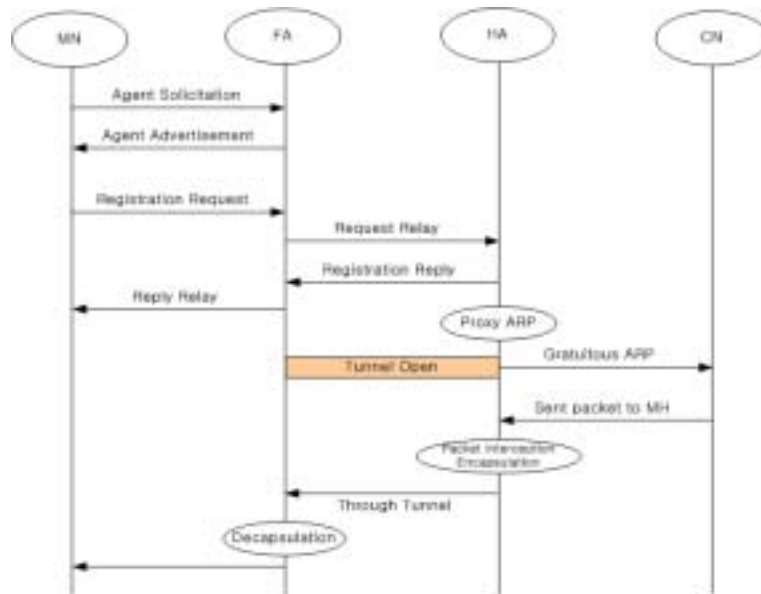 MN
FA
HA
CN
Agent Solicitation
Agent Advertisement
Registration Request
Request Relay
Registration Reply
Reply Relay
Proxy ARP
Tunnel Open
Gratuitous ARP
Sent packet to MH
Packet Interception
Encapsulation
Through Tunnel
Decapsulation